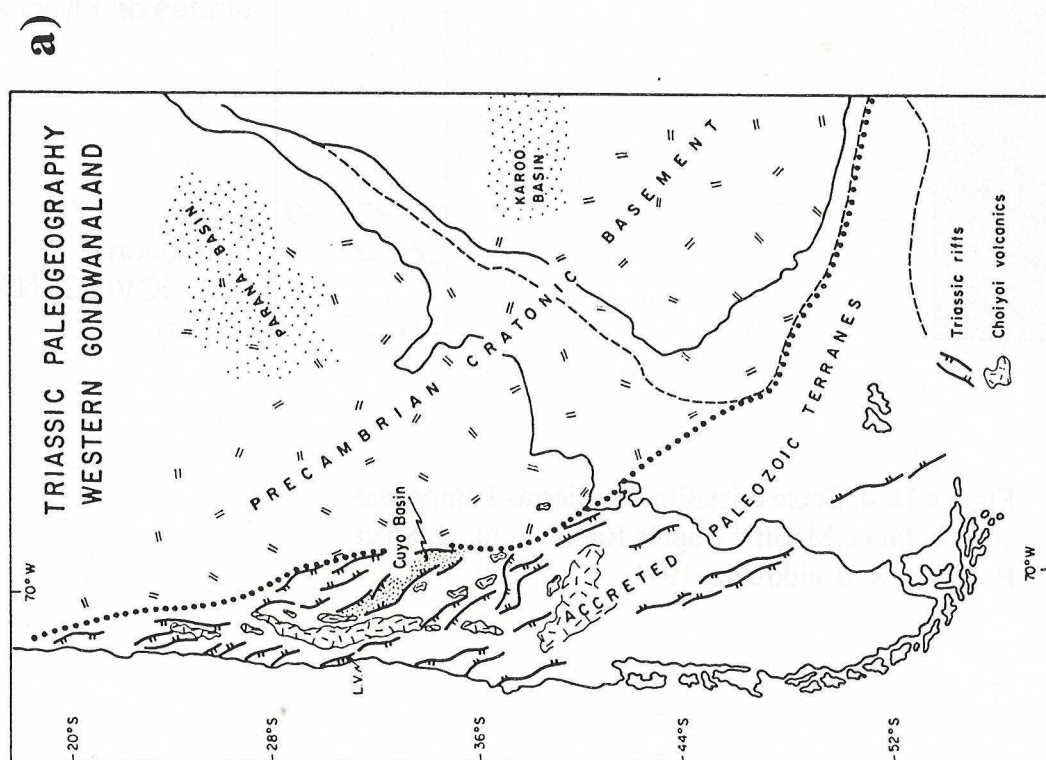 a)
TRIASSIC PALEOGEOGRAPHY
WESTERN GONDWANALAND
PARANA BASIN
KAROO
BASIN
PRECAMBRIAN CRATONIC BASEMENT
Cuyo Basin
ACCRETED PALEOZOIC TERRANES
L.V.
Triassic rifts
Choiyoi volcanics
70°W
70°W
20°S
28°S
36°S
44°S
52°S